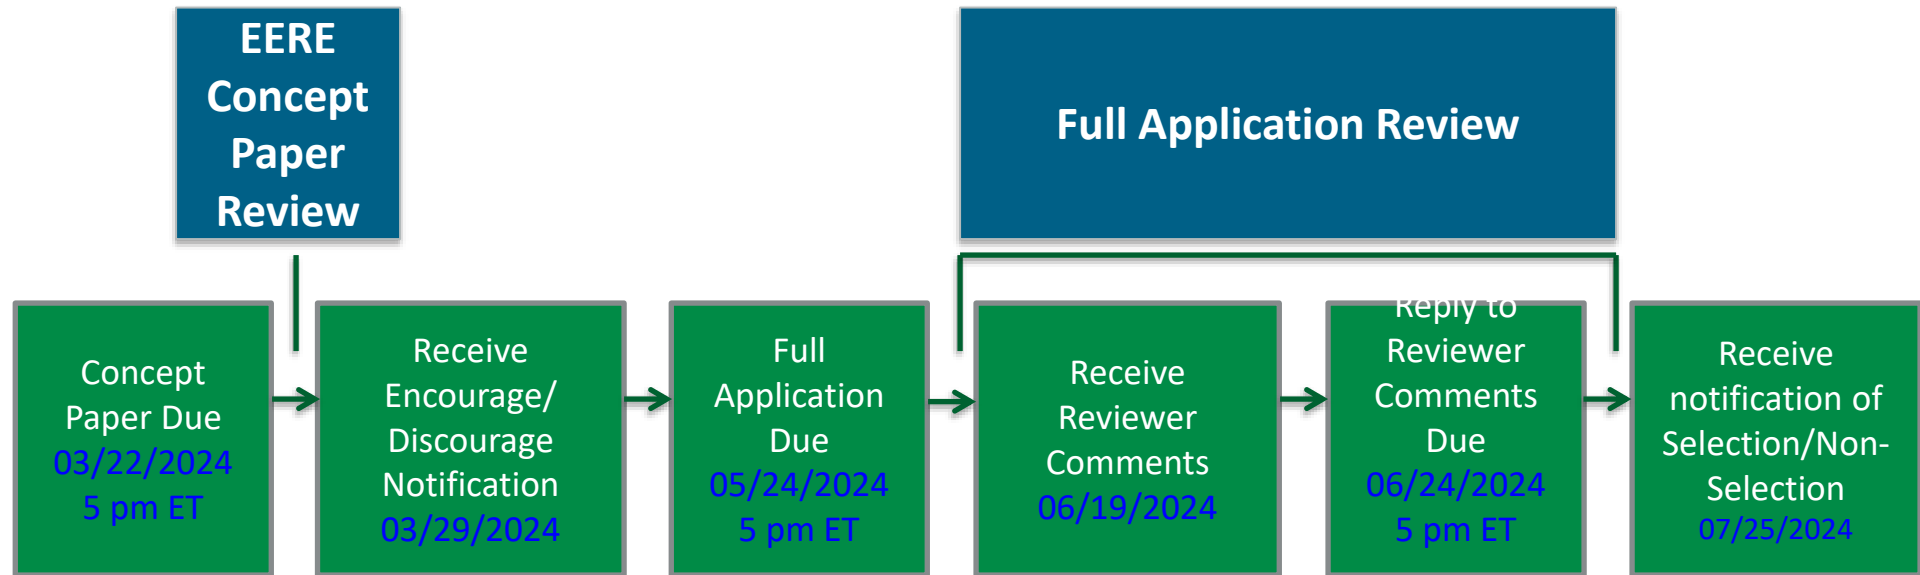 EERE
Concept
Paper
Review
Full Application Review
Concept
Paper Due
03/22/2024
5 pm ET
Receive
Encourage/
Discourage
Notification
03/29/2024
Full
Application
Due
05/24/2024
5 pm ET
Receive
Reviewer
Comments
06/19/2024
Reply to
Reviewer
Comments
Due
06/24/2024
5 pm ET
Receive
notification of
Selection/Non-
Selection
07/25/2024